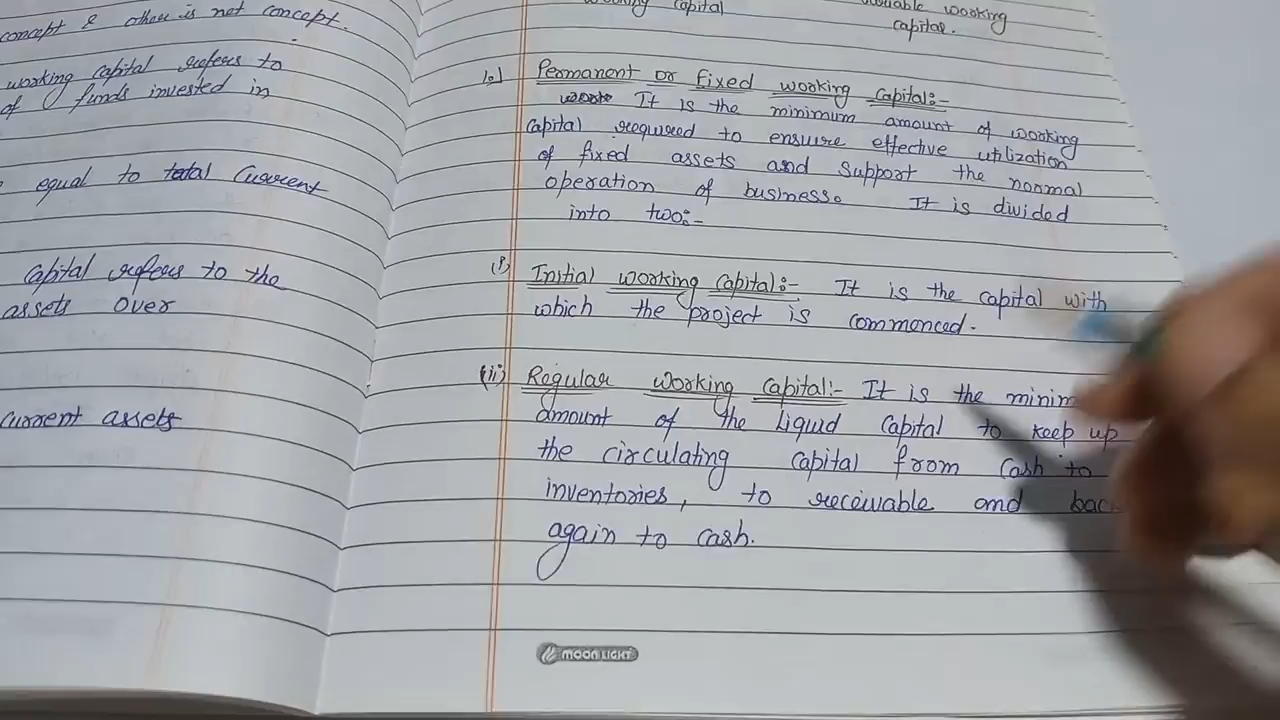 concept & other is not concept.
working capital refers to
of funds invested in
equal to total Current
Capital refers to the
assets over
Current assets
working capital
working
capital.
1.) Permanent or fixed working Capital:-
It is the minimum amount of working
Capital required to ensure effective utilization
of fixed assets and support the normal
operation of business. It is divided
into two:-
(i) Initial working Capital:- It is the capital with
which the project is commenced.
(ii) Regular working Capital:- It is the minim
amount of the liquid capital to keep up
the circulating capital from cash to
inventories, to receivable and back
again to cash.
MOONLIGHT